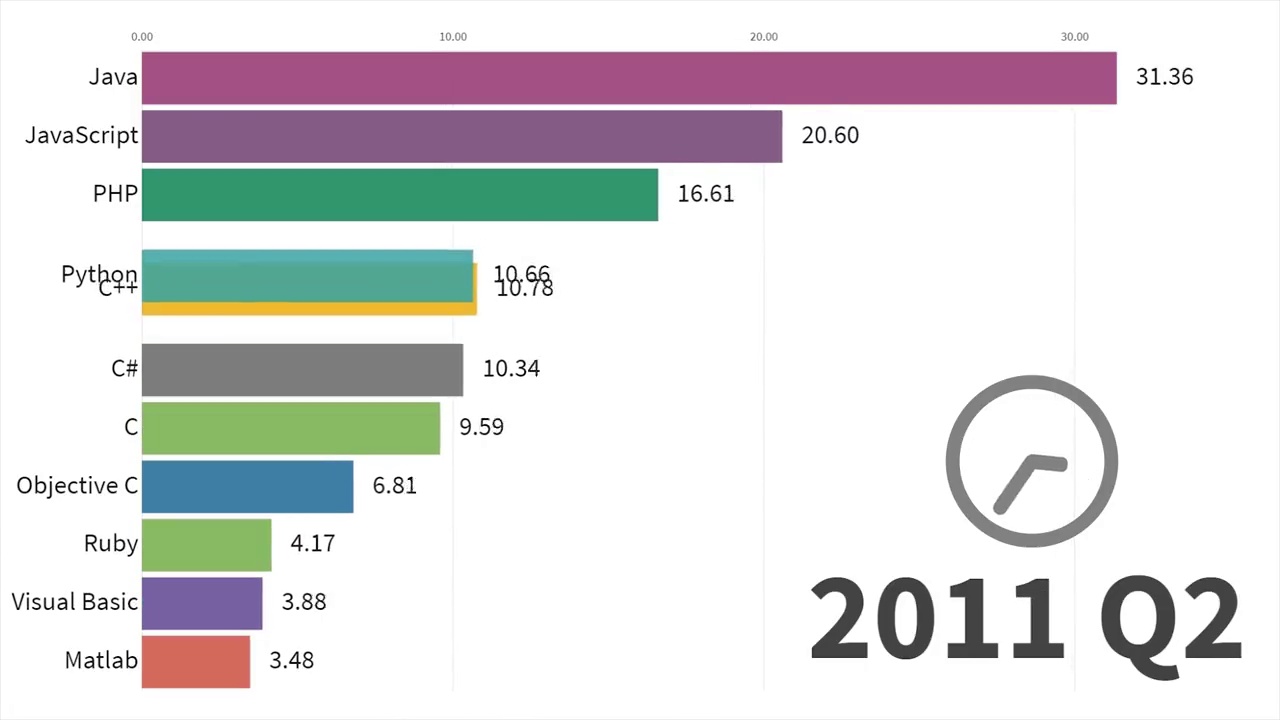 0.00 10.00 20.00 30.00
Java 31.36
JavaScript 20.60
PHP 16.61
Python 10.66
C++ 10.78
C# 10.34
C 9.59
Objective C 6.81
Ruby 4.17
Visual Basic 3.88
Matlab 3.48
2011 Q2